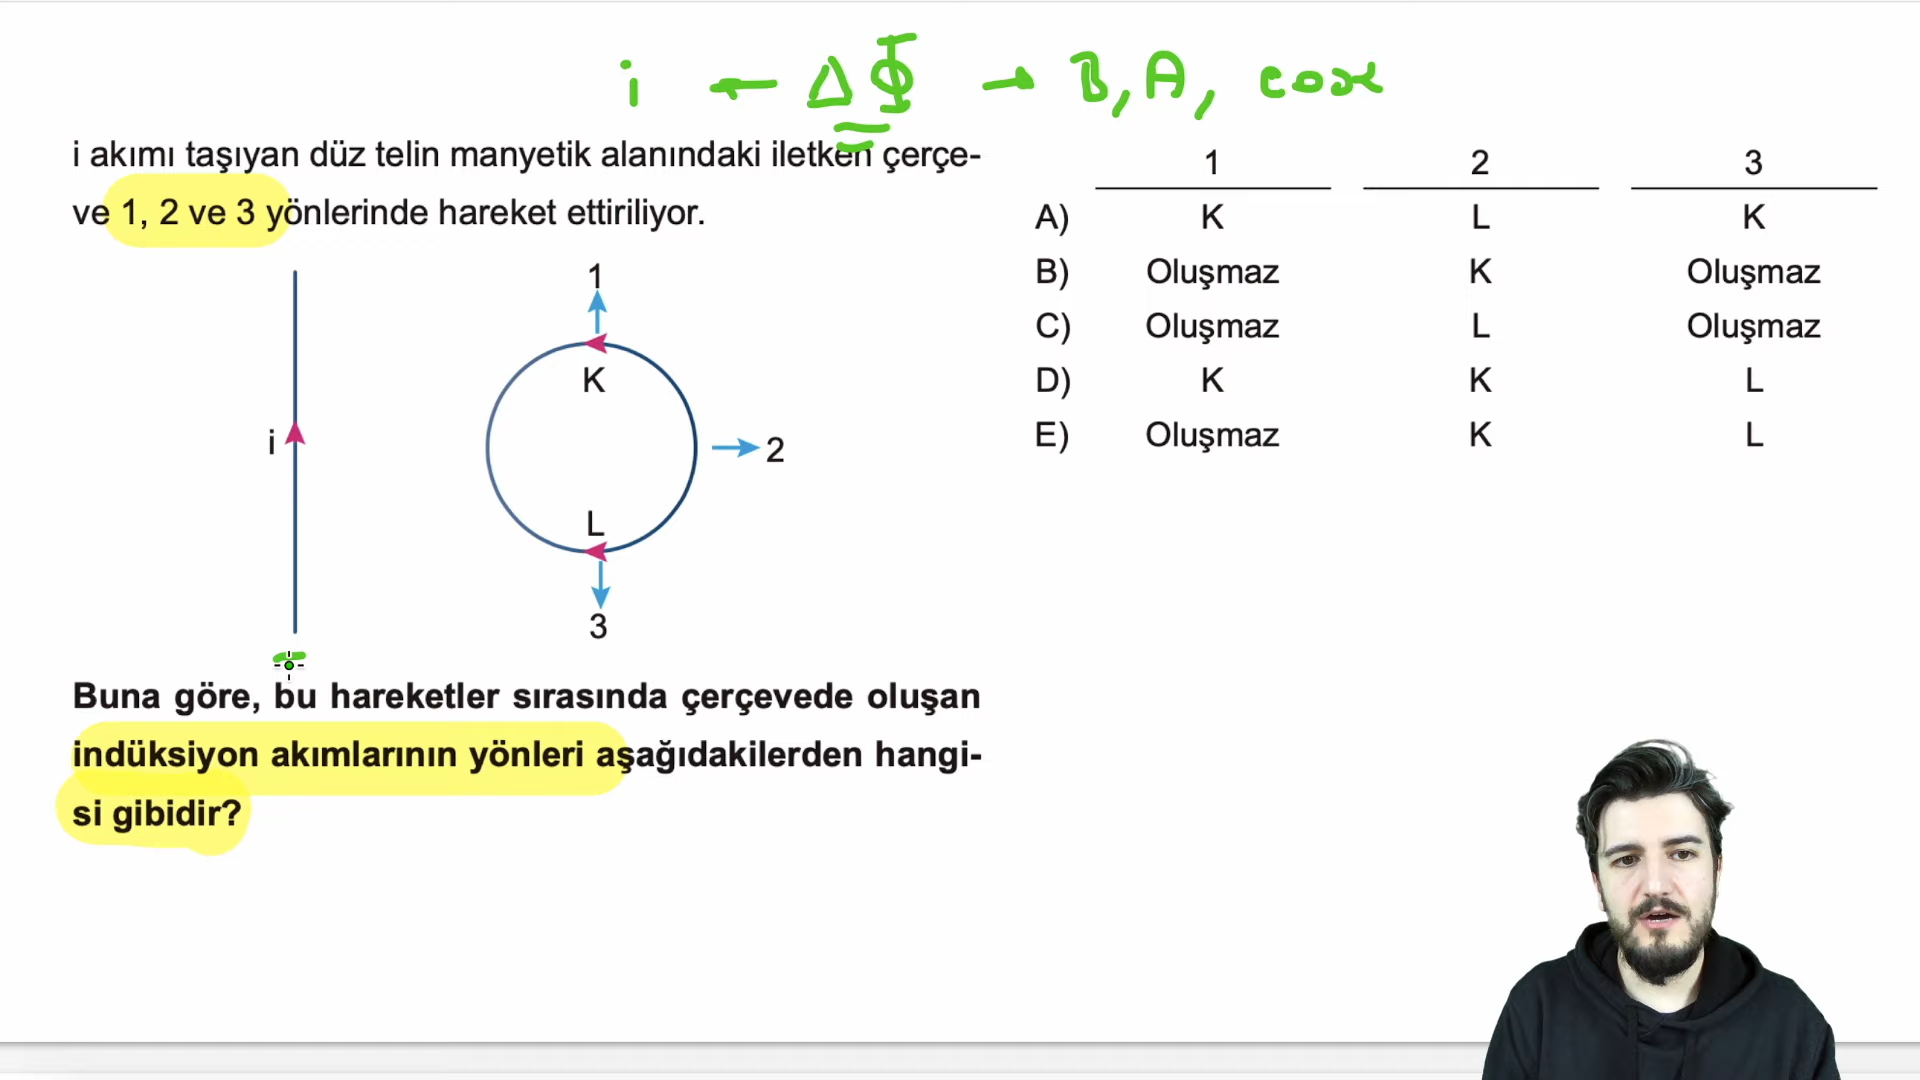 i ← ΔΦ → B, A, cosα
i akımı taşıyan düz telin manyetik alanındaki iletken çerçe-
ve 1, 2 ve 3 yönlerinde hareket ettiriliyor.
1
K
i
2
L
3
Buna göre, bu hareketler sırasında çerçevede oluşan
indüksiyon akımlarının yönleri aşağıdakilerden hangi-
si gibidir?
1 2 3
A) K L K
B) Oluşmaz K Oluşmaz
C) Oluşmaz L Oluşmaz
D) K K L
E) Oluşmaz K L